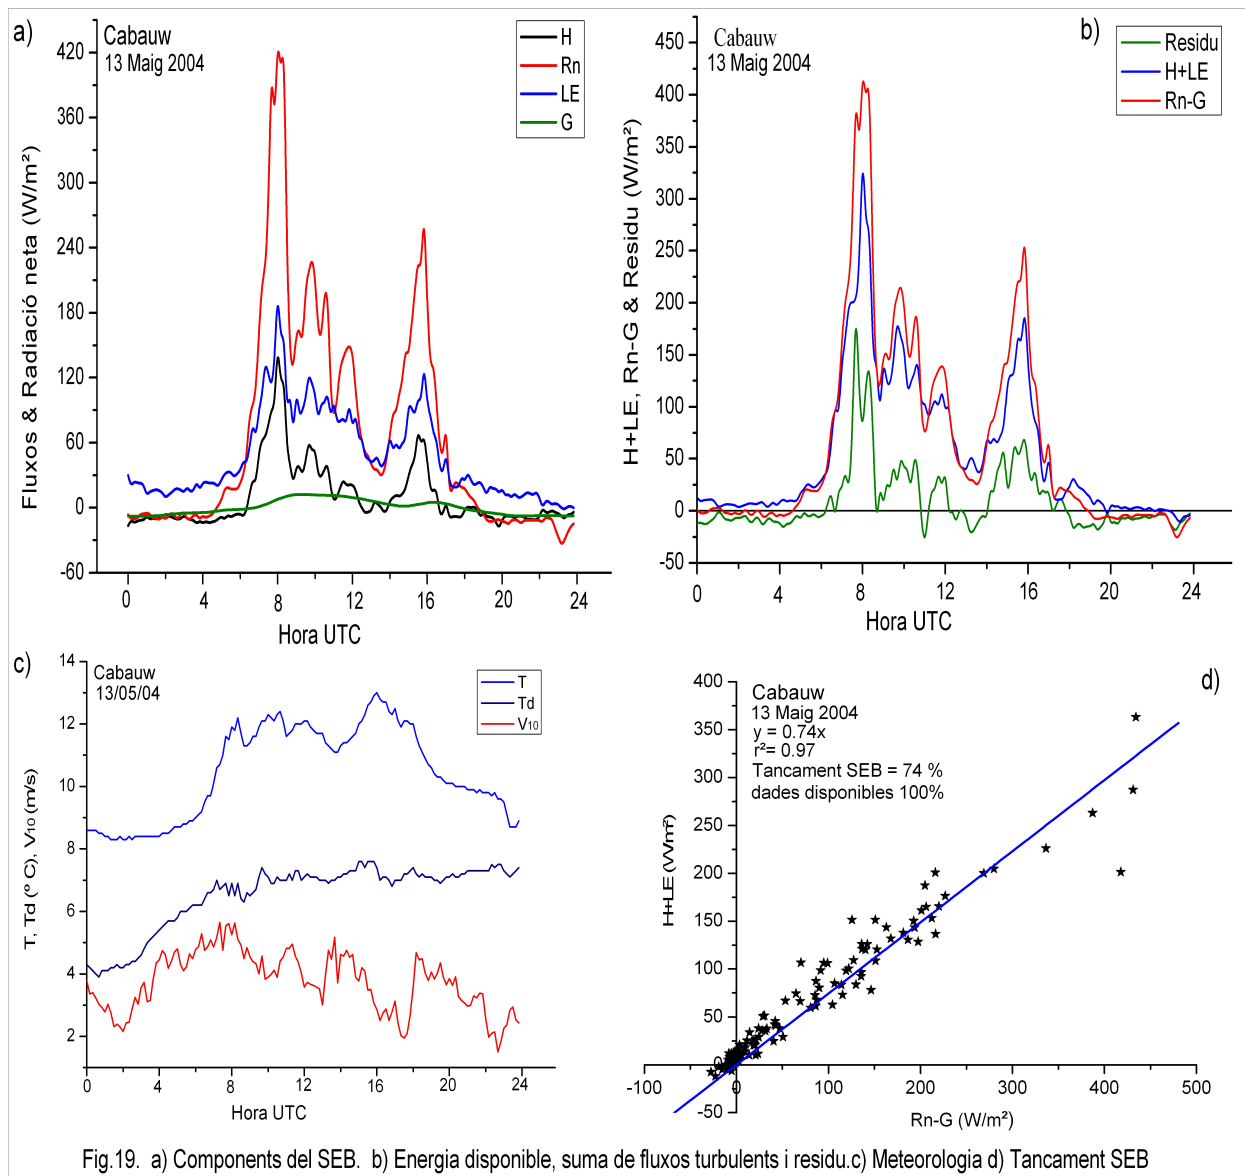 a)
Cabauw
13 Maig 2004
H
Rn
LE
G
Fluxos & Radiació neta (W/m²)
420
360
300
240
180
120
60
0
-60
0 4 8 12 16 20 24
Hora UTC
b)
Cabauw
13 Maig 2004
Residu
H+LE
Rn-G
H+LE, Rn-G & Residu (W/m²)
450
400
350
300
250
200
150
100
50
0
-50
0 4 8 12 16 20 24
Hora UTC
c)
Cabauw
13/05/04
T
Td
V10
T, Td (º C), V10 (m/s)
14
12
10
8
6
4
2
0 4 8 12 16 20 24
Hora UTC
d)
Cabauw
13 Maig 2004
y = 0.74x
r²= 0.97
Tancament SEB = 74 %
dades disponibles 100%
H+LE (W/m²)
400
350
300
250
200
150
100
50
0
-50
-100 0 100 200 300 400 500
Rn-G (W/m²)
Fig.19. a) Components del SEB. b) Energia disponible, suma de fluxos turbulents i residu.c) Meteorologia d) Tancament SEB